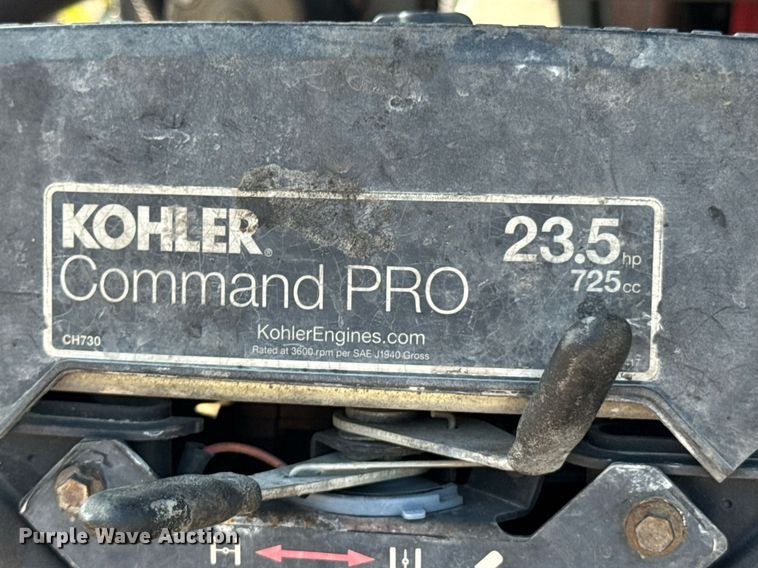 KOHLER®
Command PRO
23.5 hp
725 cc
KohlerEngines.com
CH730
Rated at 3600 rpm per SAE J1940 Gross
Purple Wave Auction